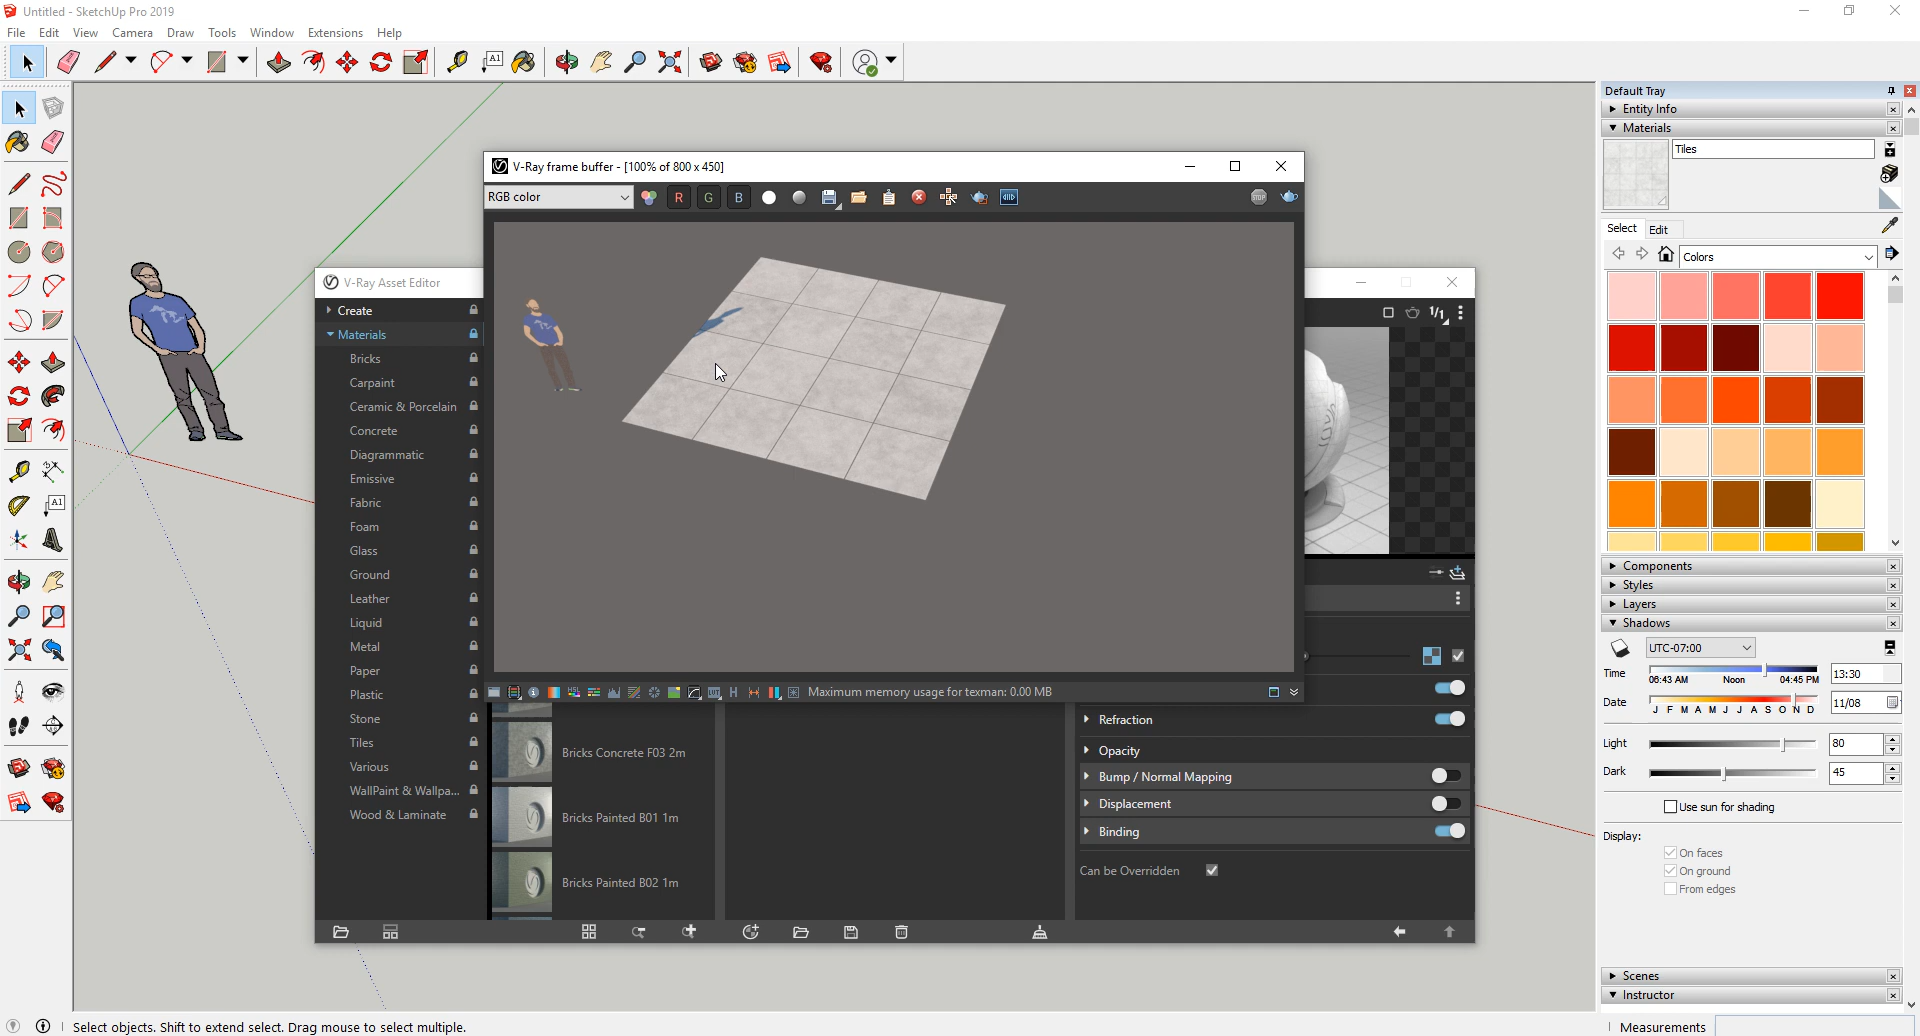 Untitled - SketchUp Pro 2019
File Edit View Camera Draw Tools Window Extensions Help
Default Tray
Entity Info
Materials
Tiles
Select Edit
Colors
Components
Styles
Layers
Shadows
UTC-07:00
Time 06:43 AM Noon 04:45 PM 13:30
Date J F M A M J J A S O N D 11/08
Light 80
Dark 45
Use sun for shading
Display:
On faces
On ground
From edges
Scenes
Instructor
V-Ray frame buffer - [100% of 800 x 450]
RGB color R G B STOP
HSL H Maximum memory usage for texman: 0.00 MB
V-Ray Asset Editor
1/1
Create
Materials
Bricks
Carpaint
Ceramic & Porcelain
Concrete
Diagrammatic
Emissive
Fabric
Foam
Glass
Ground
Leather
Liquid
Metal
Paper
Plastic
Stone
Tiles
Various
WallPaint & Wallpa...
Wood & Laminate
Bricks Concrete F03 2m
Bricks Painted B01 1m
Bricks Painted B02 1m
Refraction
Opacity
Bump / Normal Mapping
Displacement
Binding
Can be Overridden
Select objects. Shift to extend select. Drag mouse to select multiple.
Measurements